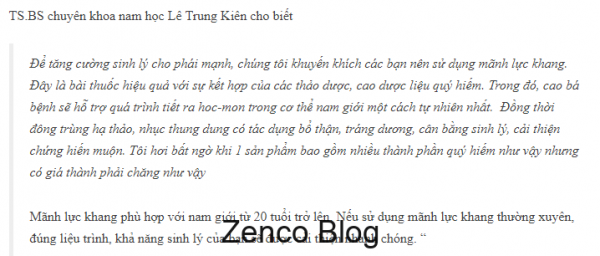 TS.BS chuyên khoa nam học Lê Trung Kiên cho biết
Để tăng cường sinh lý cho phái mạnh, chúng tôi khuyến khích các bạn nên sử dụng mãnh lực khang.
Đây là bài thuốc hiệu quả với sự kết hợp của các thảo dược, cao dược liệu quý hiếm. Trong đó, cao bá
bệnh sẽ hỗ trợ quá trình tiết ra hoc-mon trong cơ thể nam giới một cách tự nhiên nhất. Đồng thời
đông trùng hạ thảo, nhục thung dung có tác dụng bổ thận, tráng dương, cân bằng sinh lý, cải thiện
chứng hiến muộn. Tôi hơi bất ngờ khi 1 sản phẩm bao gồm nhiều thành phần quý hiếm như vậy nhưng
có giá thành phải chăng như vậy
Mãnh lực khang phù hợp với nam giới từ 20 tuổi trở lên. Nếu sử dụng mãnh lực khang thường xuyên,
đúng liệu trình, khả năng sinh lý của bạn sẽ được cải thiện nhanh chóng. “
Zenco Blog